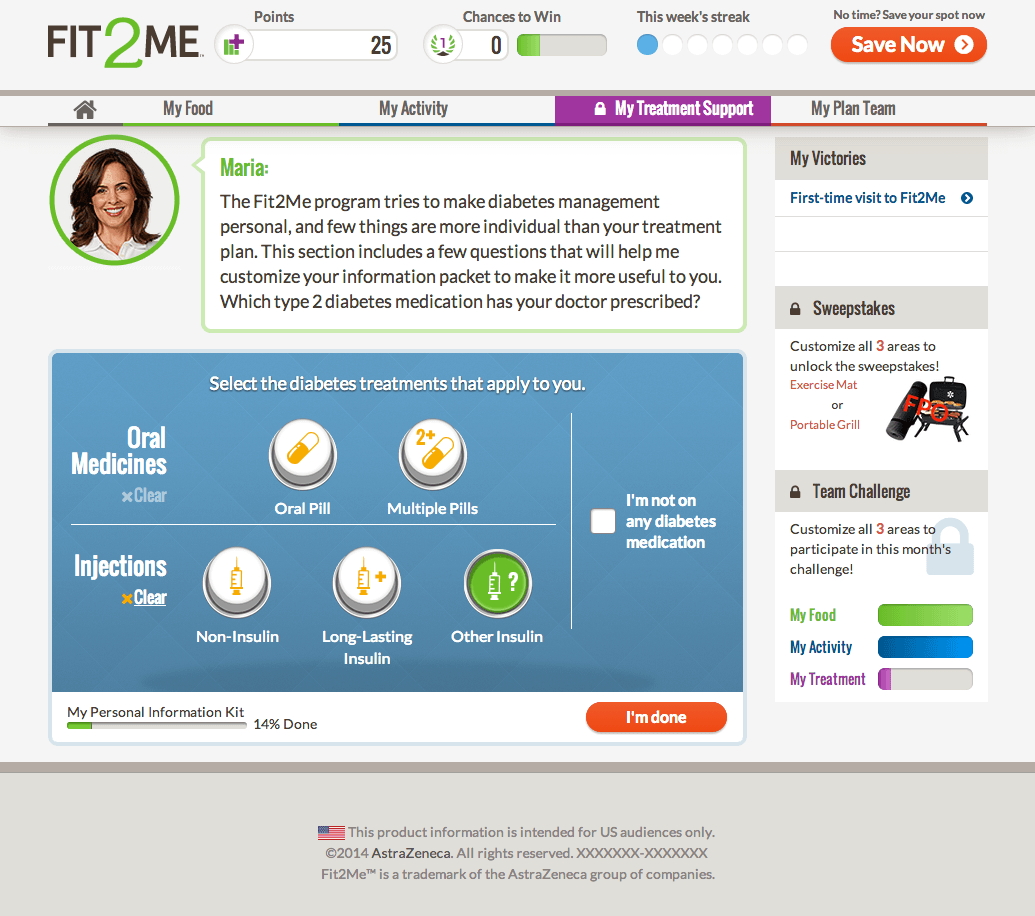 FIT2ME™
Points
25
Chances to Win
1
0
This week's streak
No time? Save your spot now
Save Now
My Food
My Activity
My Treatment Support
My Plan Team
Maria:
The Fit2Me program tries to make diabetes management
personal, and few things are more individual than your treatment
plan. This section includes a few questions that will help me
customize your information packet to make it more useful to you.
Which type 2 diabetes medication has your doctor prescribed?
Select the diabetes treatments that apply to you.
Oral
Medicines
×Clear
Oral Pill
2+
Multiple Pills
Injections
×Clear
Non-Insulin
+
Long-Lasting
Insulin
?
Other Insulin
I'm not on
any diabetes
medication
My Personal Information Kit
14% Done
I'm done
My Victories
First-time visit to Fit2Me
Sweepstakes
Customize all 3 areas to
unlock the sweepstakes!
Exercise Mat
or
Portable Grill
FPO
Team Challenge
Customize all 3 areas to
participate in this month's
challenge!
My Food
My Activity
My Treatment
This product information is intended for US audiences only.
©2014 AstraZeneca. All rights reserved. XXXXXXX-XXXXXXX
Fit2Me™ is a trademark of the AstraZeneca group of companies.